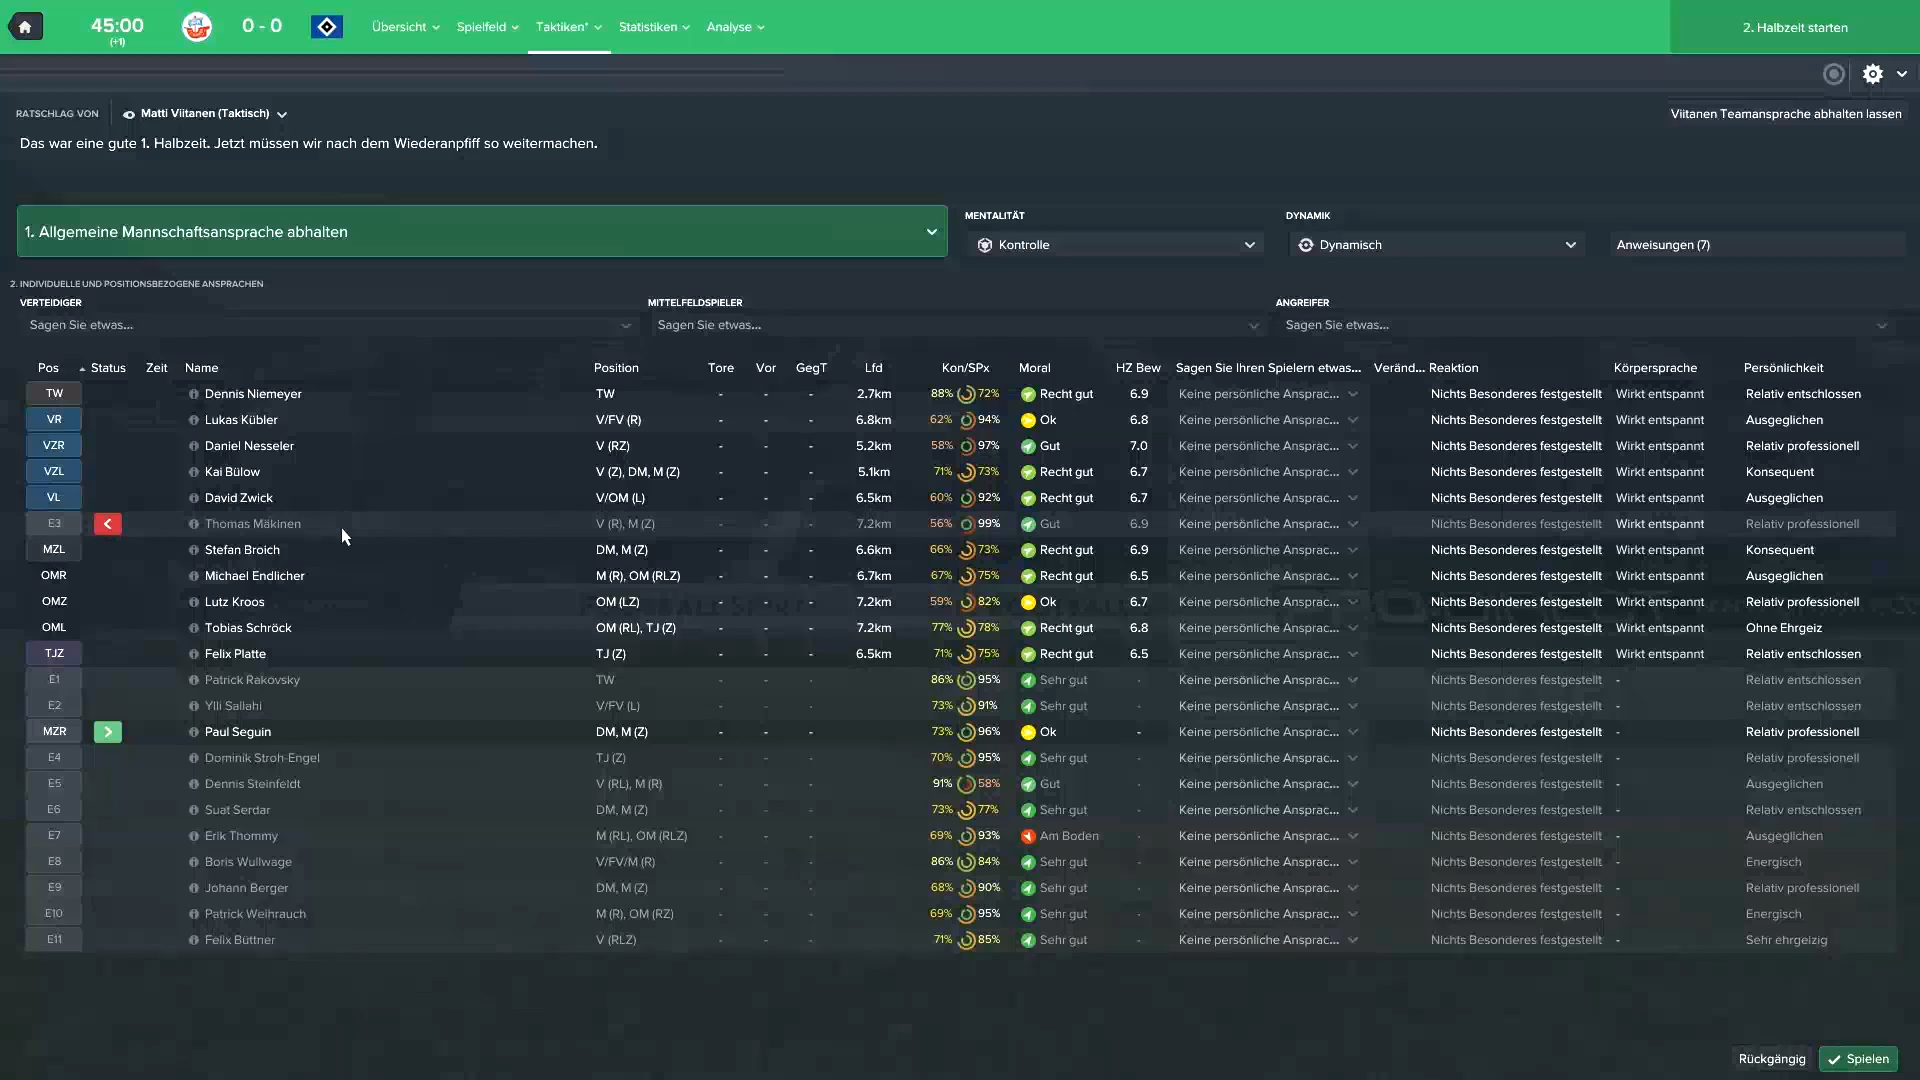 45:00 0 - 0 Übersicht Spielfeld Taktiken* Statistiken Analyse 2. Halbzeit starten
(+1)
RATSCHLAG VON Matti Viitanen (Taktisch) Viitanen Teamansprache abhalten lassen
Das war eine gute 1. Halbzeit. Jetzt müssen wir nach dem Wiederanpfiff so weitermachen.
MENTALITÄT DYNAMIK
1. Allgemeine Mannschaftsansprache abhalten Kontrolle Dynamisch Anweisungen (7)
2. INDIVIDUELLE UND POSITIONSBEZOGENE ANSPRACHEN
VERTEIDIGER MITTELFELDSPIELER ANGREIFER
Sagen Sie etwas... Sagen Sie etwas... Sagen Sie etwas...
Pos Status Zeit Name Position Tore Vor GegT Lfd Kon/SPx Moral HZ Bew Sagen Sie Ihren Spielern etwas... Veränd... Reaktion Körpersprache Persönlichkeit
TW Dennis Niemeyer TW - - - 2.7km 88% 72% Recht gut 6.9 Keine persönliche Ansprac... Nichts Besonderes festgestellt Wirkt entspannt Relativ entschlossen
VR Lukas Kübler V/FV (R) - - - 6.8km 62% 94% Ok 6.8 Keine persönliche Ansprac... Nichts Besonderes festgestellt Wirkt entspannt Ausgeglichen
VZR Daniel Nesseler V (RZ) - - - 5.2km 58% 97% Gut 7.0 Keine persönliche Ansprac... Nichts Besonderes festgestellt Wirkt entspannt Relativ professionell
VZL Kai Bülow V (Z), DM, M (Z) - - - 5.1km 71% 73% Recht gut 6.7 Keine persönliche Ansprac... Nichts Besonderes festgestellt Wirkt entspannt Konsequent
VL David Zwick V/OM (L) - - - 6.5km 60% 92% Recht gut 6.7 Keine persönliche Ansprac... Nichts Besonderes festgestellt Wirkt entspannt Ausgeglichen
E3 Thomas Mäkinen V (R), M (Z) - - - 7.2km 56% 99% Gut 6.9 Keine persönliche Ansprac... Nichts Besonderes festgestellt Wirkt entspannt Relativ professionell
MZL Stefan Broich DM, M (Z) - - - 6.6km 66% 73% Recht gut 6.9 Keine persönliche Ansprac... Nichts Besonderes festgestellt Wirkt entspannt Konsequent
OMR Michael Endlicher M (R), OM (RLZ) - - - 6.7km 67% 75% Recht gut 6.5 Keine persönliche Ansprac... Nichts Besonderes festgestellt Wirkt entspannt Ausgeglichen
OMZ Lutz Kroos OM (LZ) - - - 7.2km 59% 82% Ok 6.7 Keine persönliche Ansprac... Nichts Besonderes festgestellt Wirkt entspannt Relativ professionell
OML Tobias Schröck OM (RL), TJ (Z) - - - 7.2km 77% 78% Recht gut 6.8 Keine persönliche Ansprac... Nichts Besonderes festgestellt Wirkt entspannt Ohne Ehrgeiz
TJZ Felix Platte TJ (Z) - - - 6.5km 71% 75% Recht gut 6.5 Keine persönliche Ansprac... Nichts Besonderes festgestellt Wirkt entspannt Relativ entschlossen
E1 Patrick Rakovsky TW - - - 86% 95% Sehr gut - Keine persönliche Ansprac... Nichts Besonderes festgestellt - Relativ entschlossen
E2 Ylli Sallahi V/FV (L) - - - 73% 91% Sehr gut - Keine persönliche Ansprac... Nichts Besonderes festgestellt - Relativ entschlossen
MZR Paul Seguin DM, M (Z) - - - 73% 96% Ok - Keine persönliche Ansprac... Nichts Besonderes festgestellt - Relativ professionell
E4 Dominik Stroh-Engel TJ (Z) - - - 70% 95% Sehr gut - Keine persönliche Ansprac... Nichts Besonderes festgestellt - Relativ professionell
E5 Dennis Steinfeldt V (RL), M (R) - - - 91% 58% Gut - Keine persönliche Ansprac... Nichts Besonderes festgestellt - Ausgeglichen
E6 Suat Serdar DM, M (Z) - - - 73% 77% Sehr gut - Keine persönliche Ansprac... Nichts Besonderes festgestellt - Relativ entschlossen
E7 Erik Thommy M (RL), OM (RLZ) - - - 69% 93% Am Boden - Keine persönliche Ansprac... Nichts Besonderes festgestellt - Ausgeglichen
E8 Boris Wullwage V/FV/M (R) - - - 86% 84% Sehr gut - Keine persönliche Ansprac... Nichts Besonderes festgestellt - Energisch
E9 Johann Berger DM, M (Z) - - - 68% 90% Sehr gut - Keine persönliche Ansprac... Nichts Besonderes festgestellt - Relativ professionell
E10 Patrick Weihrauch M (R), OM (RZ) - - - 69% 95% Sehr gut - Keine persönliche Ansprac... Nichts Besonderes festgestellt - Energisch
E11 Felix Büttner V (RLZ) - - - 71% 85% Sehr gut - Keine persönliche Ansprac... Nichts Besonderes festgestellt - Sehr ehrgeizig
Rückgängig Spielen